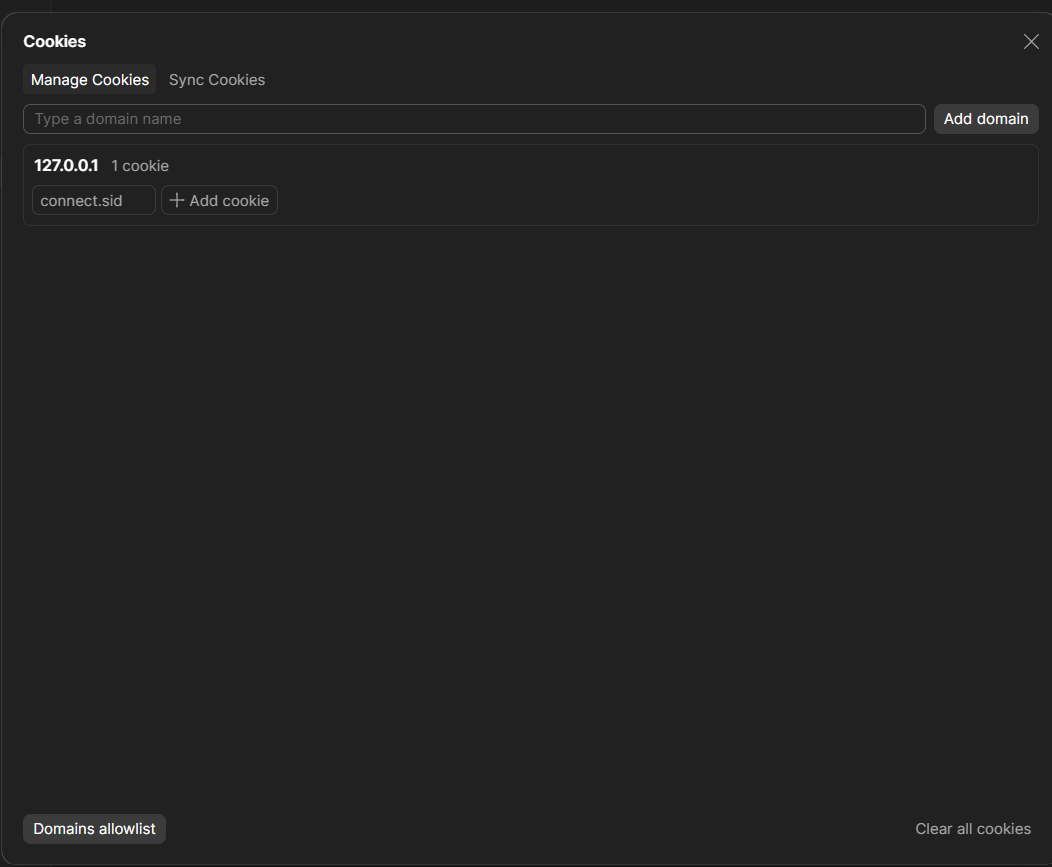 Cookies
Manage Cookies Sync Cookies
Type a domain name Add domain
127.0.0.1 1 cookie
connect.sid Add cookie
Domains allowlist Clear all cookies